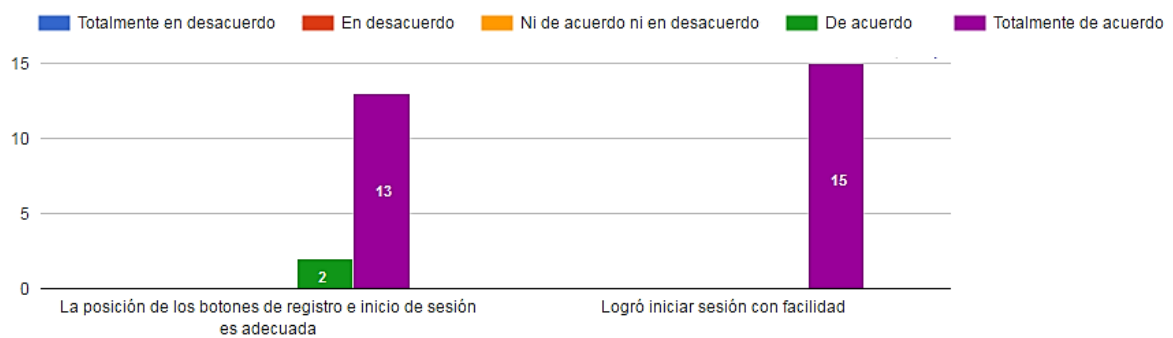 Totalmente en desacuerdo En desacuerdo Ni de acuerdo ni en desacuerdo De acuerdo Totalmente de acuerdo
15
10
5
0
13
2
15
La posición de los botones de registro e inicio de sesión
es adecuada
Logró iniciar sesión con facilidad